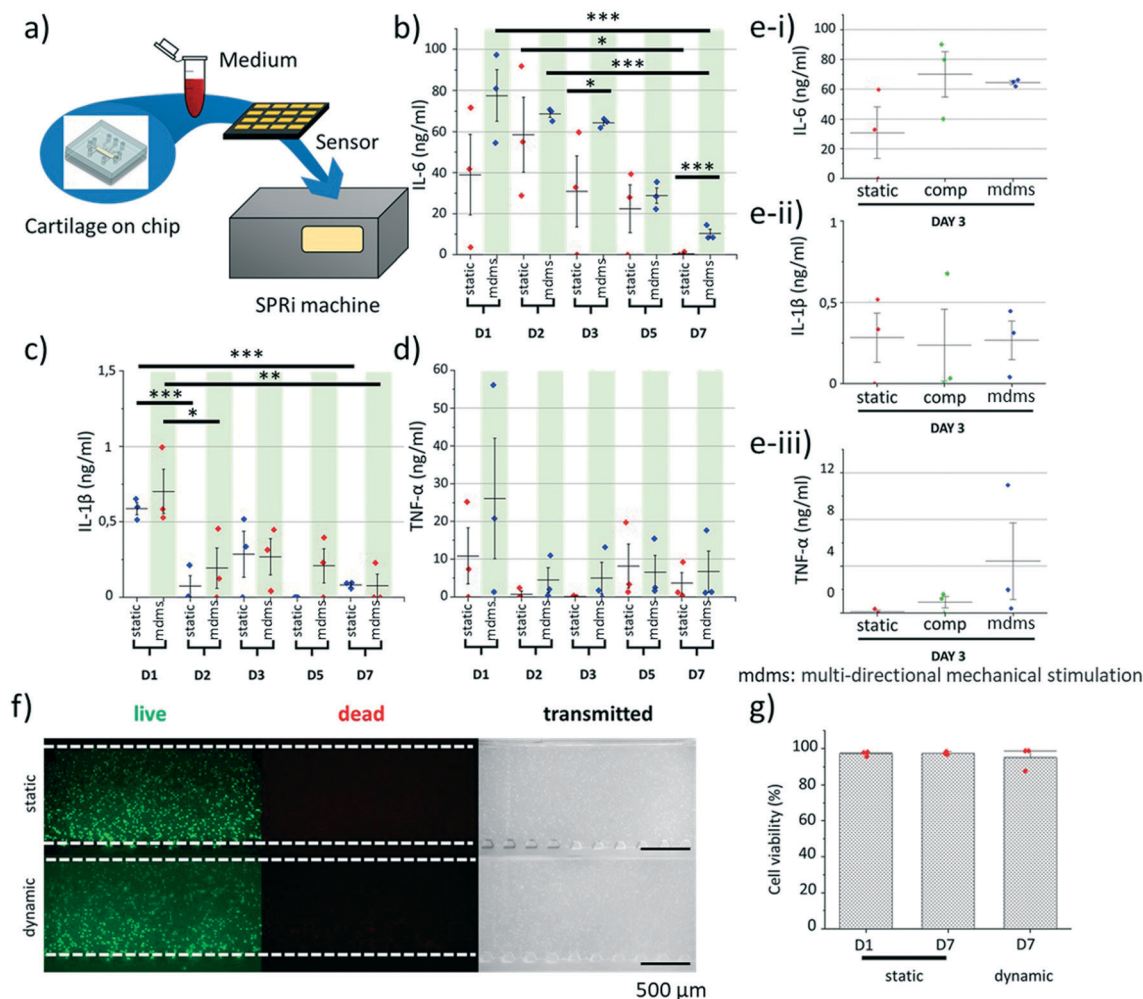 a)
Medium
Sensor
Cartilage on chip
SPRi machine
b)
***
*
***
*
***
IL-6 (ng/ml)
100
80
60
40
20
0
static
mdms
static
mdms
static
mdms
static
mdms
static
mdms
D1
D2
D3
D5
D7
e-i)
IL-6 (ng/ml)
100
80
60
40
20
0
static
comp
mdms
DAY 3
e-ii)
IL-1β (ng/ml)
1
0,5
0
static
comp
mdms
DAY 3
c)
***
**
***
*
IL-1β (ng/ml)
1,5
1
0,5
0
static
mdms
static
mdms
static
mdms
static
mdms
static
mdms
D1
D2
D3
D5
D7
d)
TNF-α (ng/ml)
60
50
40
30
20
10
0
static
mdms
static
mdms
static
mdms
static
mdms
static
mdms
D1
D2
D3
D5
D7
e-iii)
TNF-α (ng/ml)
12
8
4
0
static
comp
mdms
DAY 3
mdms: multi-directional mechanical stimulation
f)
live
dead
transmitted
static
dynamic
500 μm
g)
Cell viability (%)
100
80
60
40
20
0
D1
D7
D7
static
dynamic